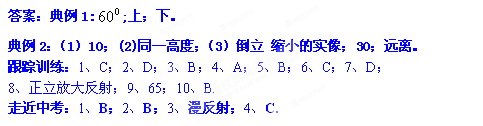 答案：典例1：60⁰；上；下。
典例2：（1）10；(2)同一高度；（3）倒立 缩小的实像；30；远离。
跟踪训练：1、C；2、D；3、B；4、A；5、B；6、C；7、D；
8、正立放大反射；9、65；10、B.
走近中考：1、B；2、B；3、漫反射；4、C.